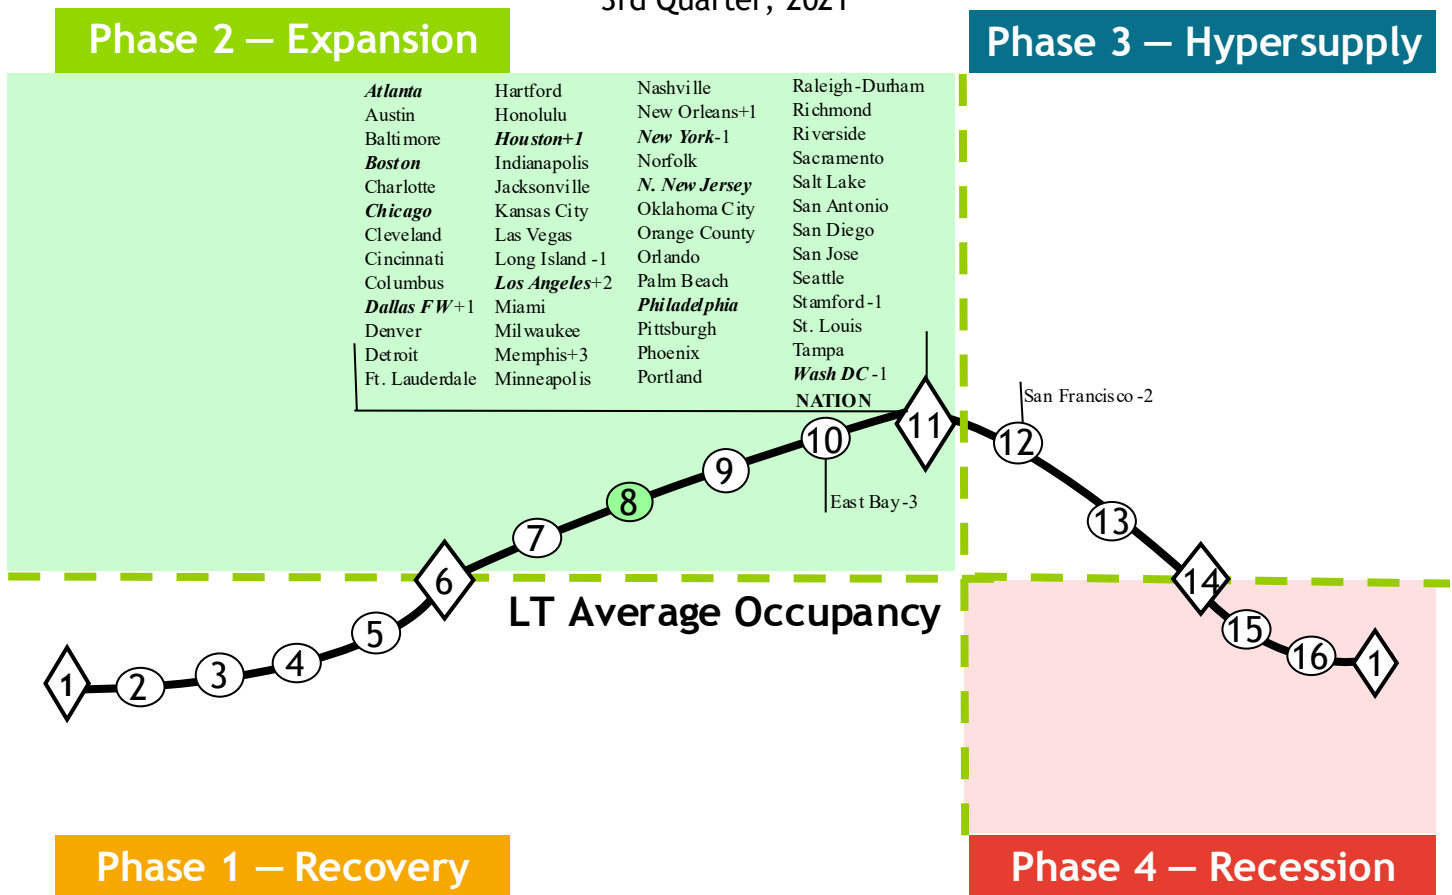 3rd Quarter, 2021
Phase 2 — Expansion
Phase 3 — Hypersupply
Atlanta
Austin
Baltimore
Boston
Charlotte
Chicago
Cleveland
Cincinnati
Columbus
Dallas FW+1
Denver
Detroit
Ft. Lauderdale
Hartford
Honolulu
Houston+1
Indianapolis
Jacksonville
Kansas City
Las Vegas
Long Island -1
Los Angeles+2
Miami
Milwaukee
Memphis+3
Minneapolis
Nashville
New Orleans+1
New York-1
Norfolk
N. New Jersey
Oklahoma City
Orange County
Orlando
Palm Beach
Philadelphia
Pittsburgh
Phoenix
Portland
Raleigh-Durham
Richmond
Riverside
Sacramento
Salt Lake
San Antonio
San Diego
San Jose
Seattle
Stamford-1
St. Louis
Tampa
Wash DC -1
NATION
San Francisco -2
East Bay-3
1
2
3
4
5
6
7
8
9
10
11
12
13
14
15
16
1
LT Average Occupancy
Phase 1 — Recovery
Phase 4 — Recession